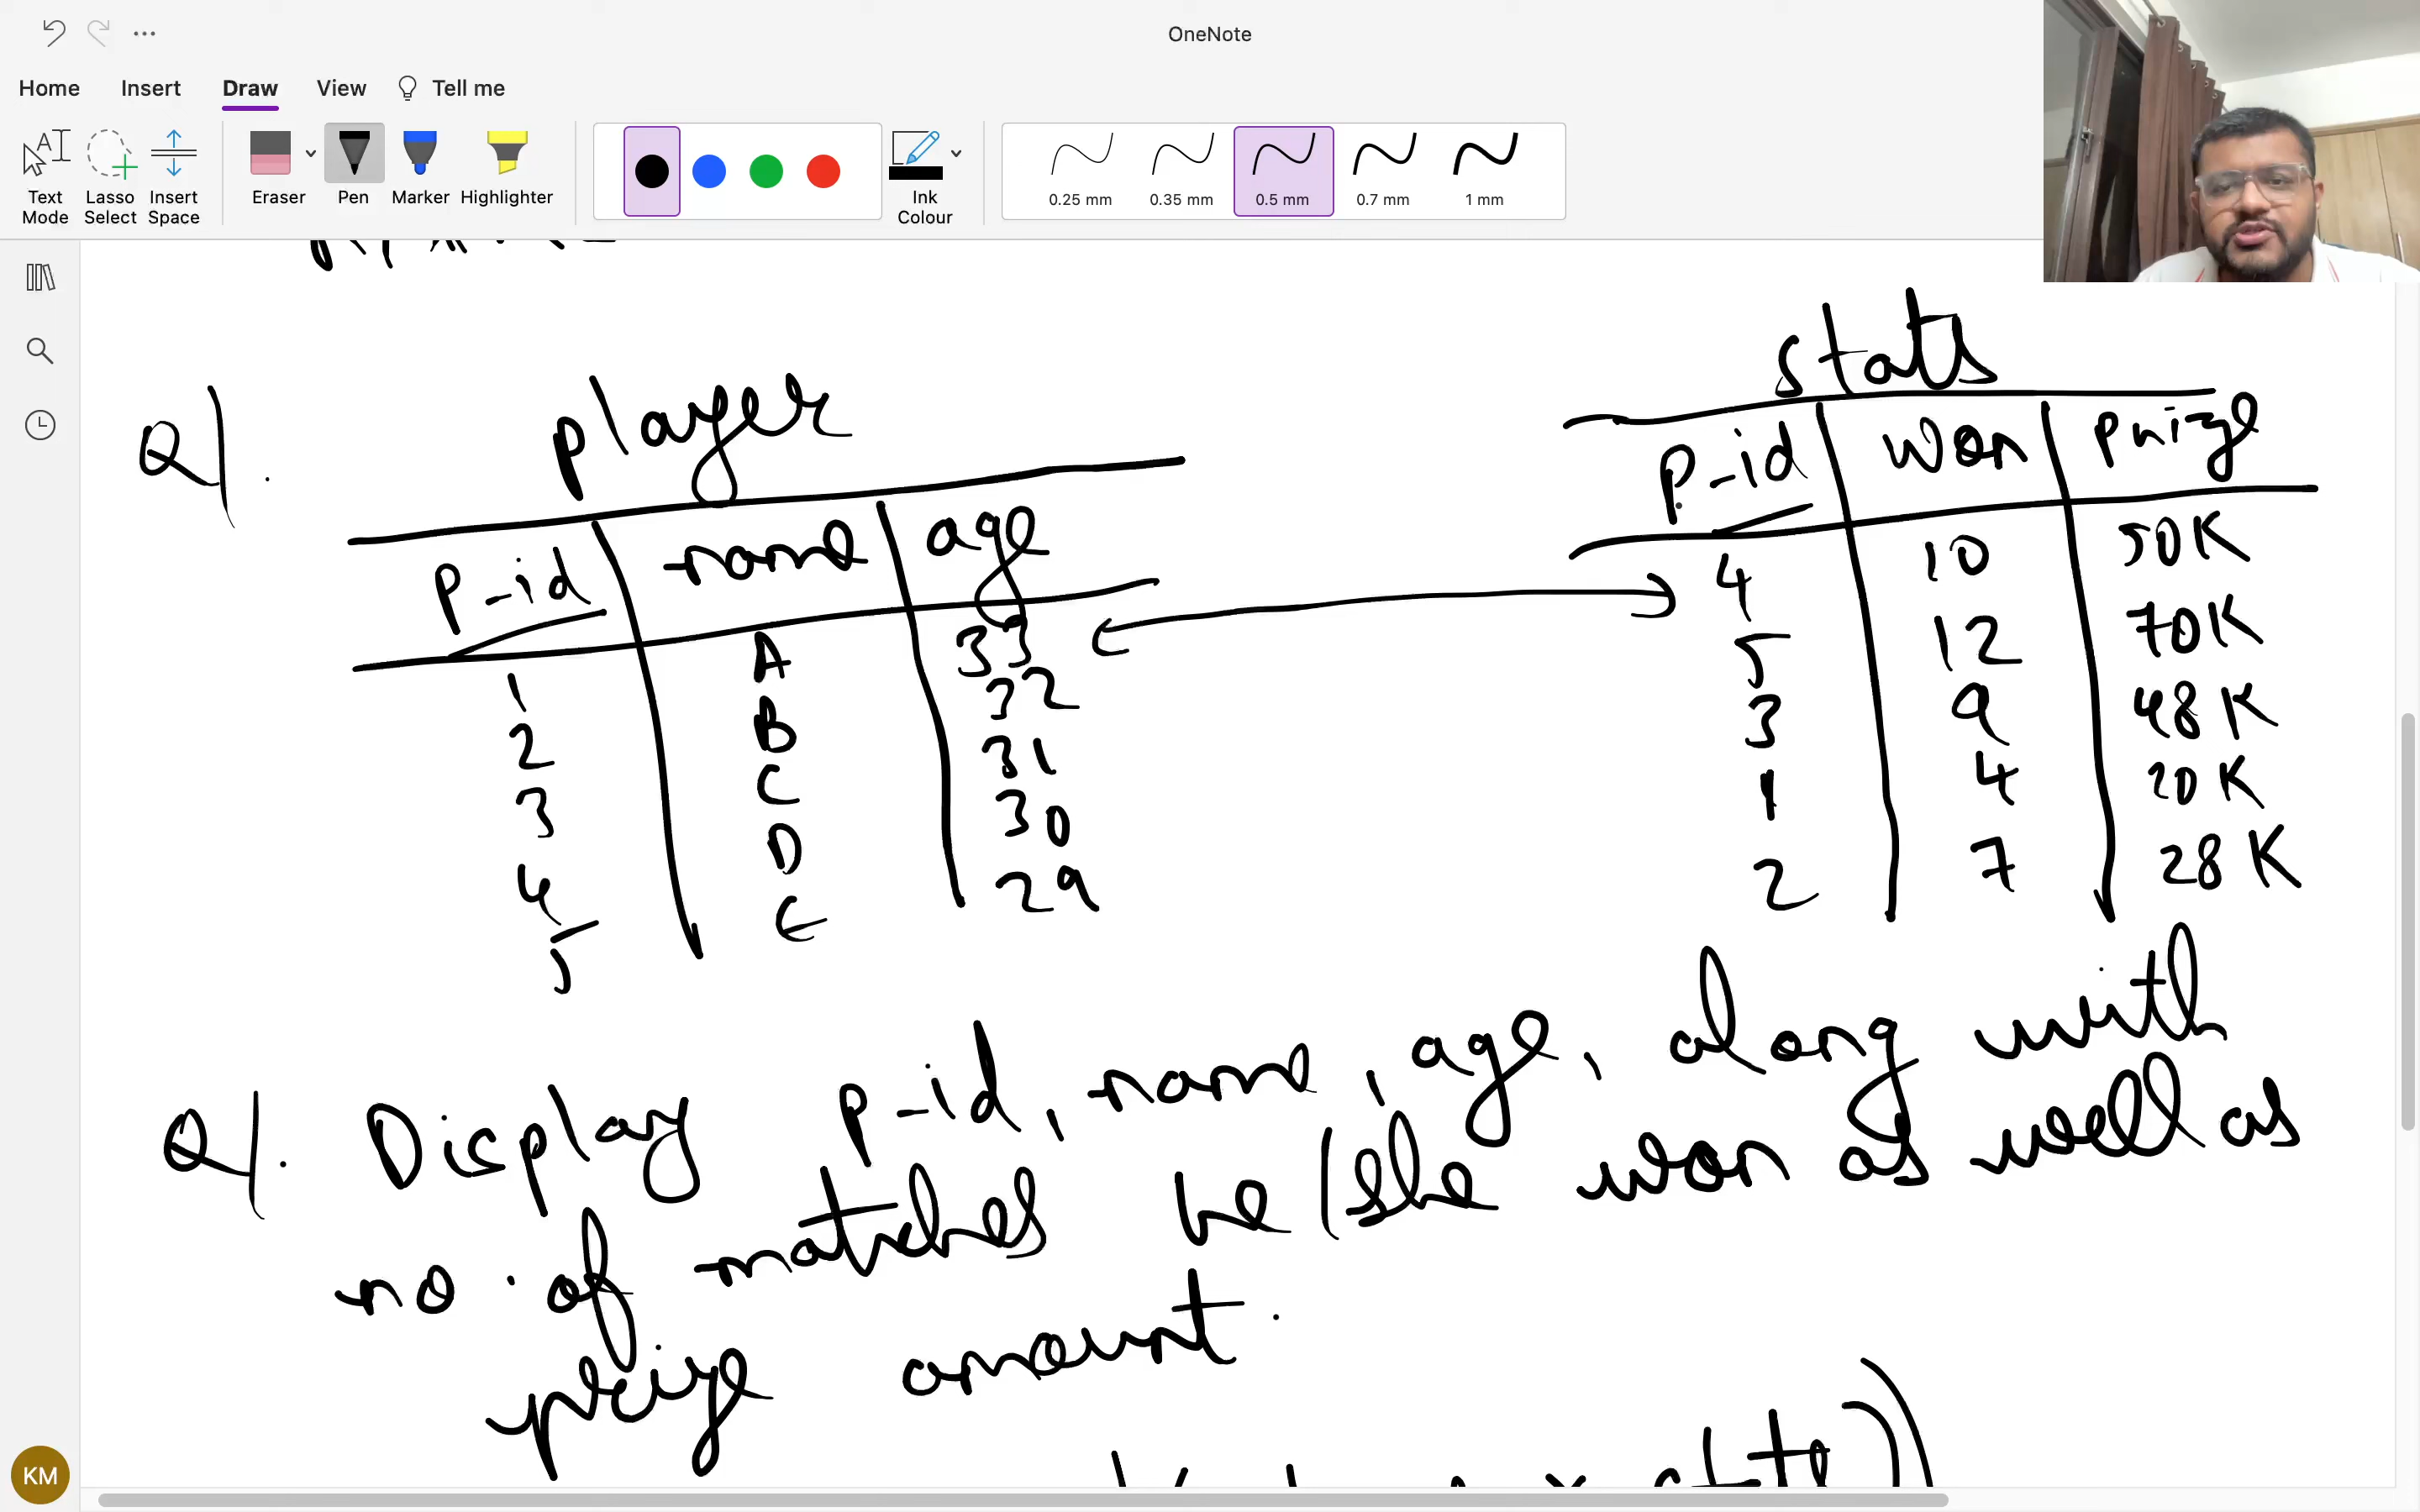 OneNote
Home Insert Draw View Tell me
Text Mode
Lasso Select
Insert Space
Eraser
Pen
Marker
Highlighter
Ink Colour
0.25 mm
0.35 mm
0.5 mm
0.7 mm
1 mm
Q1.
player
P-id name age
1 A 33
2 B 32
3 C 31
4 D 30
5 E 29
stats
P-id won prize
4 10 50K
5 12 70K
3 9 48K
1 4 20K
2 7 28K
Q1. Display P-id, name, age, along with
no. of matches he/she won as well as
prize amount.
KM